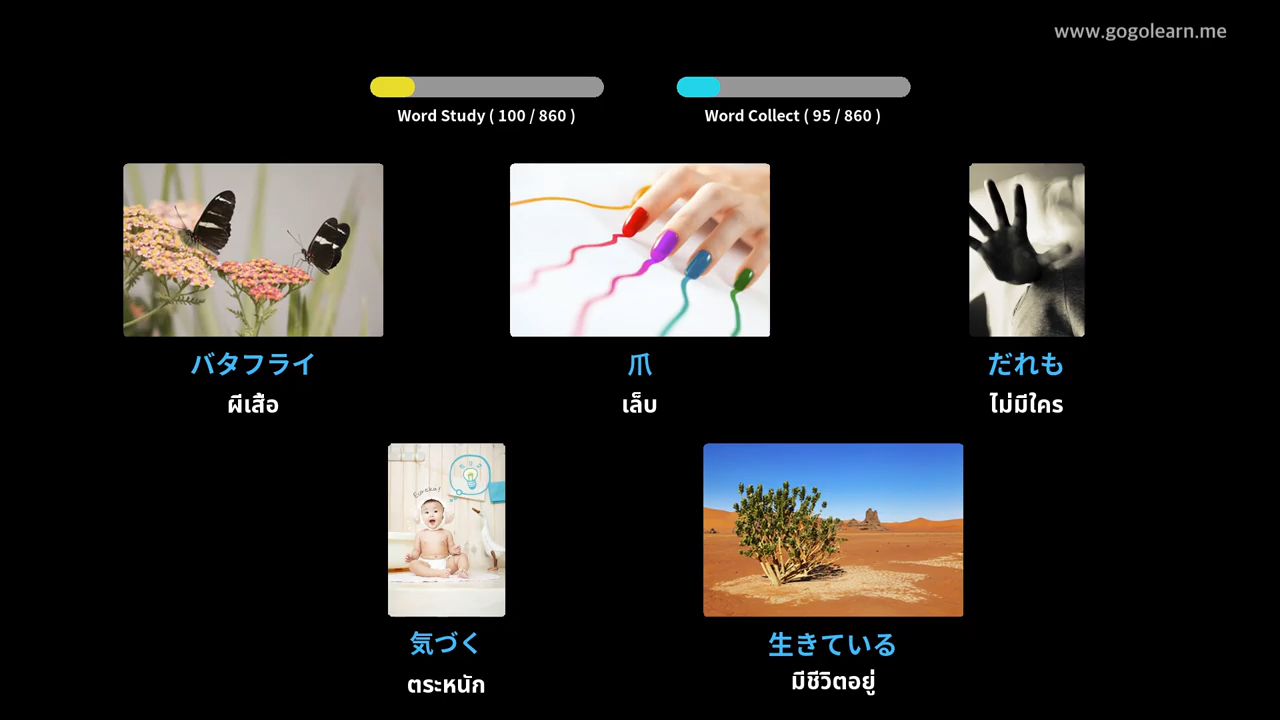 www.gogolearn.me
Word Study ( 100 / 860 )
Word Collect ( 95 / 860 )
バタフライ
ผีเสื้อ
爪
เล็บ
だれも
ไม่มีใคร
Eureka!
気づく
ตระหนัก
生きている
มีชีวิตอยู่